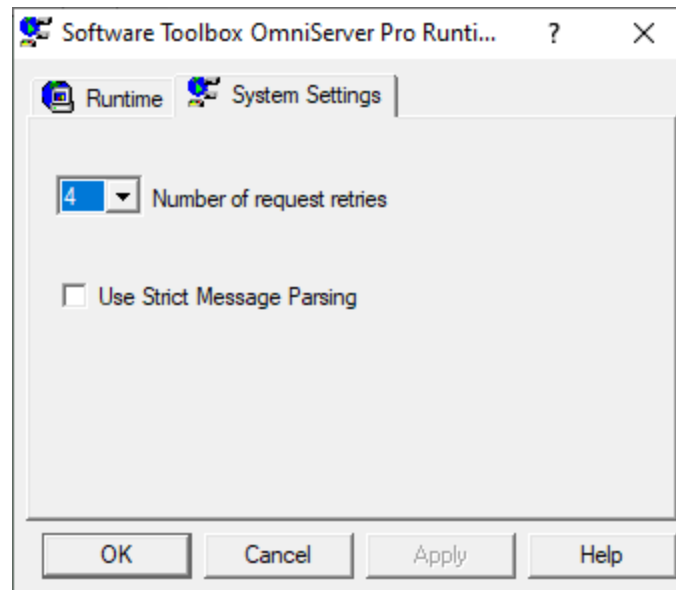 Software Toolbox OmniServer Pro Runti...
Runtime
System Settings
4
Number of request retries
Use Strict Message Parsing
OK
Cancel
Apply
Help